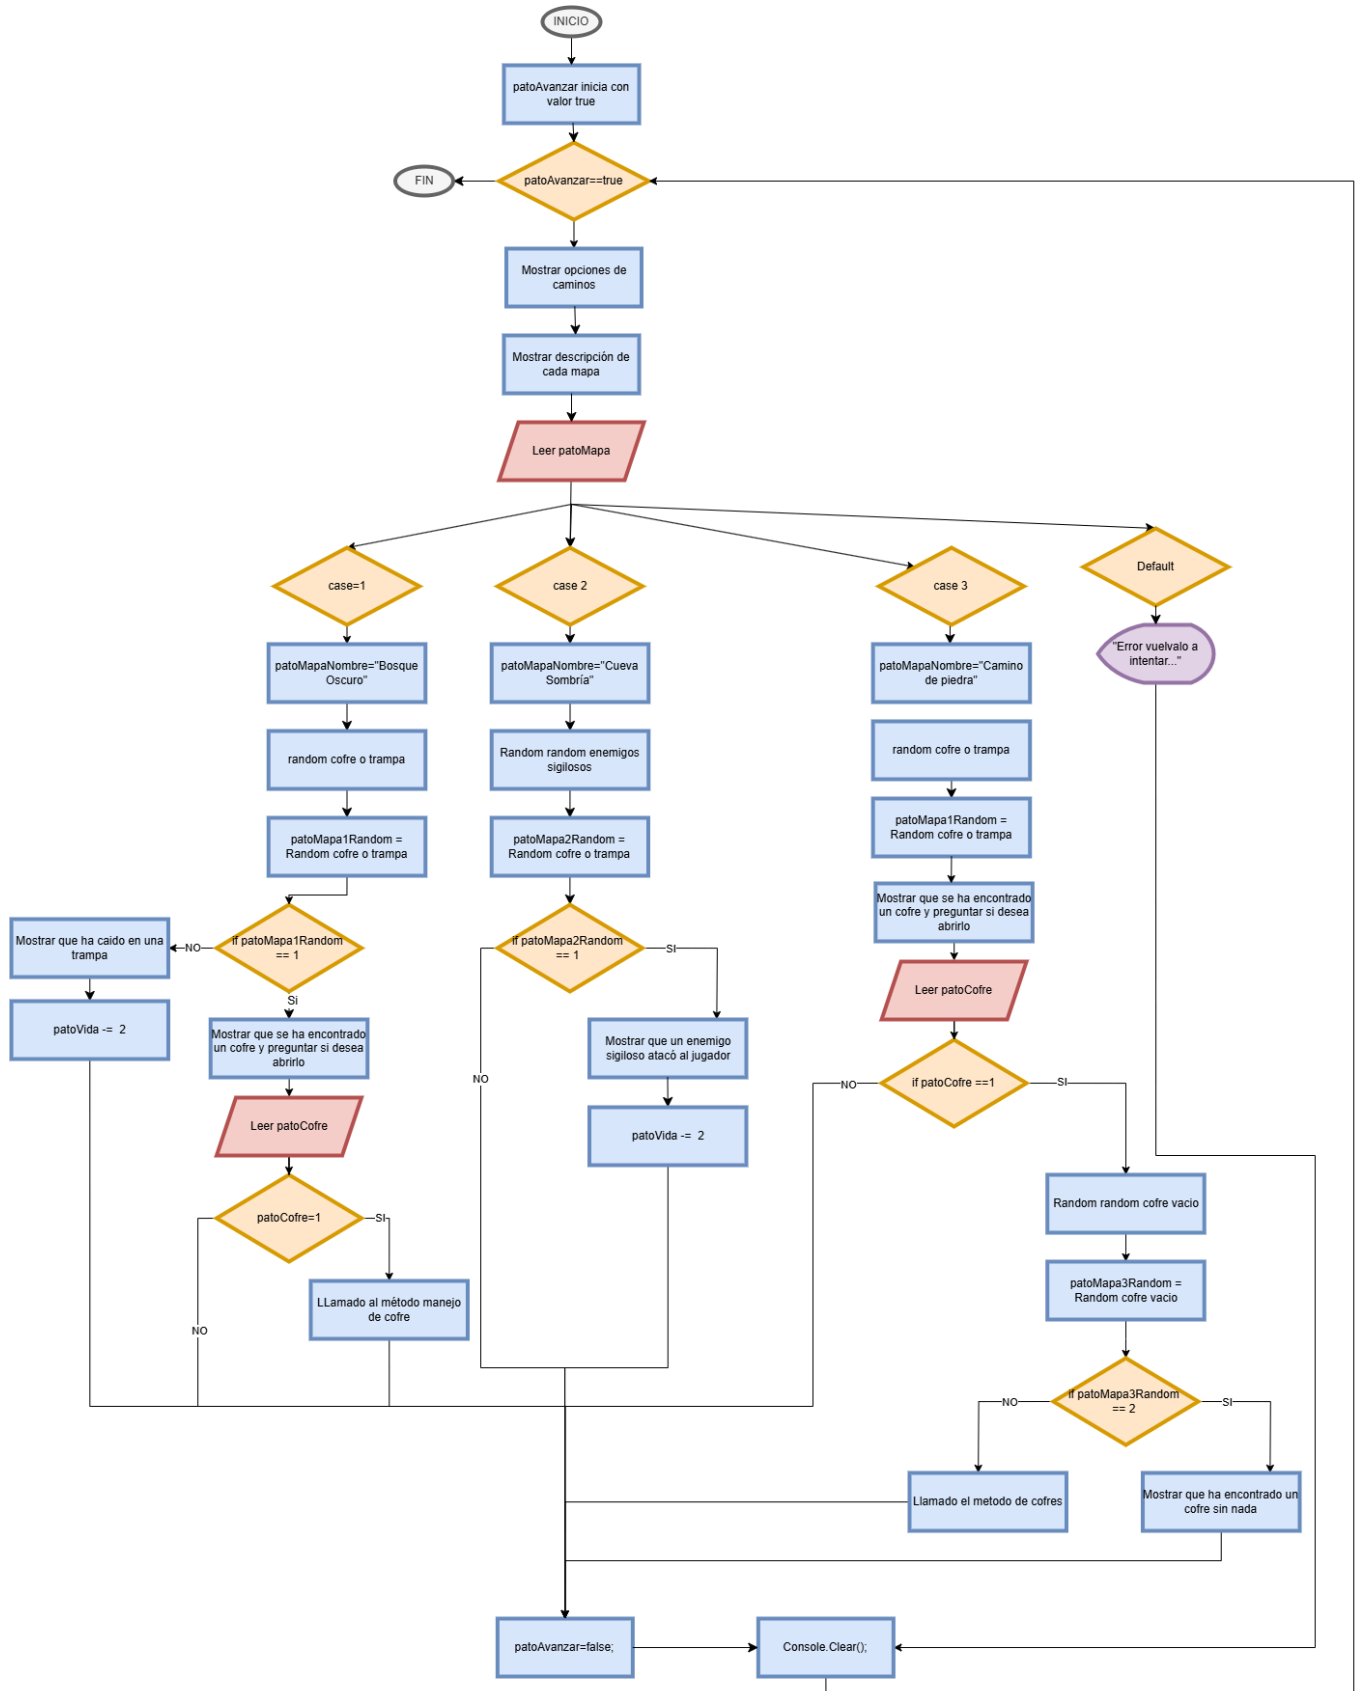 INICIO
patoAvanzar inicia con
valor true
FIN
patoAvanzar==true
Mostrar opciones de
caminos
Mostrar descripción de
cada mapa
Leer patoMapa
case=1
case 2
case 3
Default
patoMapaNombre="Bosque
Oscuro"
patoMapaNombre="Cueva
Sombría"
patoMapaNombre="Camino
de piedra"
"Error vuelvalo a
intentar..."
random cofre o trampa
Random random enemigos
sigilosos
random cofre o trampa
patoMapa1Random =
Random cofre o trampa
patoMapa2Random =
Random cofre o trampa
patoMapa1Random =
Random cofre o trampa
Mostrar que se ha encontrado
un cofre y preguntar si desea
abrirlo
Mostrar que ha caido en una
trampa
NO
if patoMapa1Random
== 1
if patoMapa2Random
== 1
SI
Leer patoCofre
Si
patoVida -= 2
Mostrar que se ha encontrado
un cofre y preguntar si desea
abrirlo
Mostrar que un enemigo
sigiloso atacó al jugador
NO
NO
if patoCofre ==1
SI
Leer patoCofre
patoVida -= 2
patoCofre=1
SI
Random random cofre vacio
LLamado al método manejo
de cofre
NO
patoMapa3Random =
Random cofre vacio
NO
if patoMapa3Random
== 2
SI
Llamado el metodo de cofres
Mostrar que ha encontrado un
cofre sin nada
patoAvanzar=false;
Console.Clear();